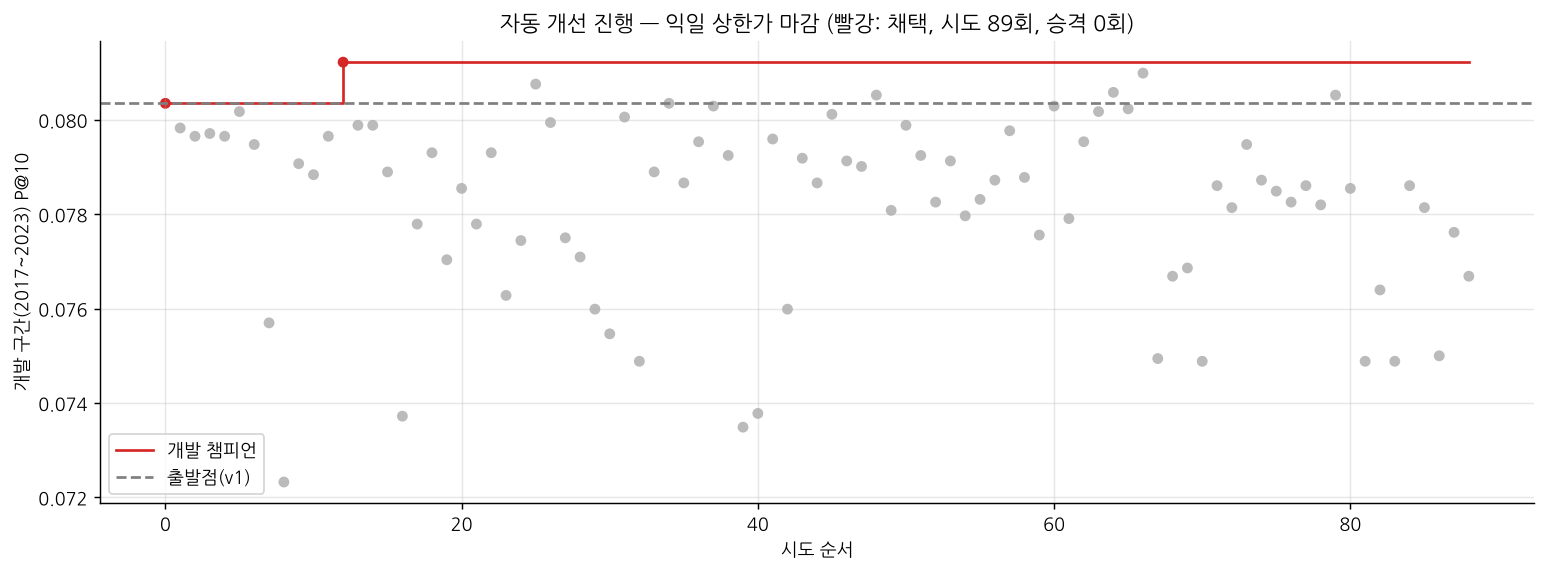 자동 개선 진행 — 익일 상한가 마감 (빨강: 채택, 시도 89회, 승격 0회)
개발 구간(2017~2023) P@10
0.080
0.078
0.076
0.074
0.072
개발 챔피언
출발점(v1)
0
20
40
60
80
시도 순서